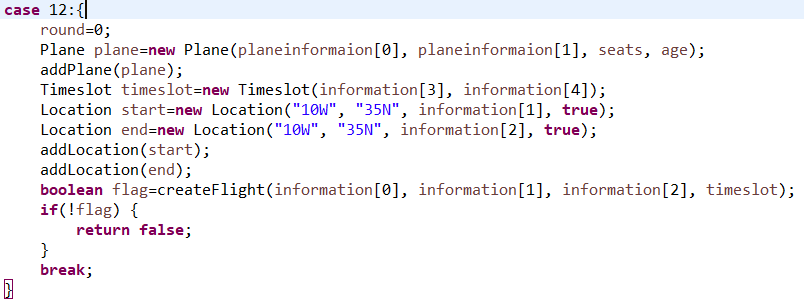 case 12:{
round=0;
Plane plane=new Plane(planeinformaion[0], planeinformaion[1], seats, age);
addPlane(plane);
Timeslot timeslot=new Timeslot(information[3], information[4]);
Location start=new Location("10W", "35N", information[1], true);
Location end=new Location("10W", "35N", information[2], true);
addLocation(start);
addLocation(end);
boolean flag=createFlight(information[0], information[1], information[2], timeslot);
if(!flag) {
return false;
}
break;
}